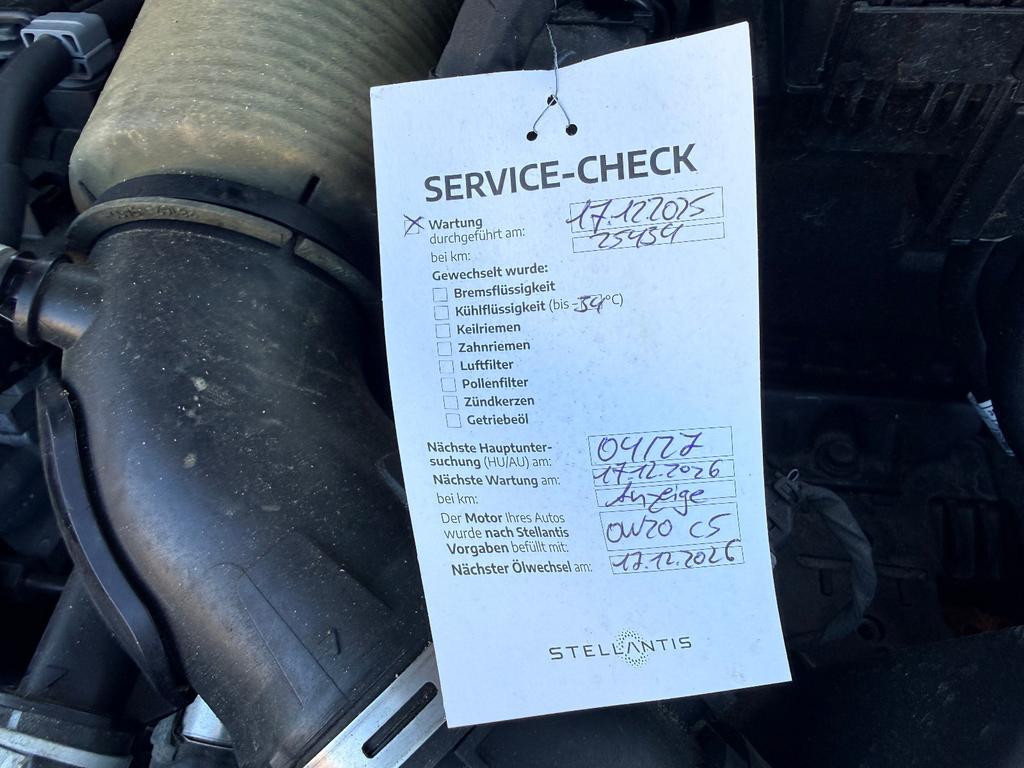 SERVICE-CHECK
Wartung
durchgeführt am: 17.12.2025
bei km: 25434
Gewechselt wurde:
Bremsflüssigkeit
Kühlflüssigkeit (bis -34°C)
Keilriemen
Zahnriemen
Luftfilter
Pollenfilter
Zündkerzen
Getriebeöl
Nächste Hauptunter-
suchung (HU/AU) am: 04/27
Nächste Wartung am: 17.12.2026
bei km: Anzeige
Der Motor Ihres Autos
wurde nach Stellantis
Vorgaben befüllt mit: 0W20 C5
Nächster Ölwechsel am: 17.12.2026
STELLANTIS